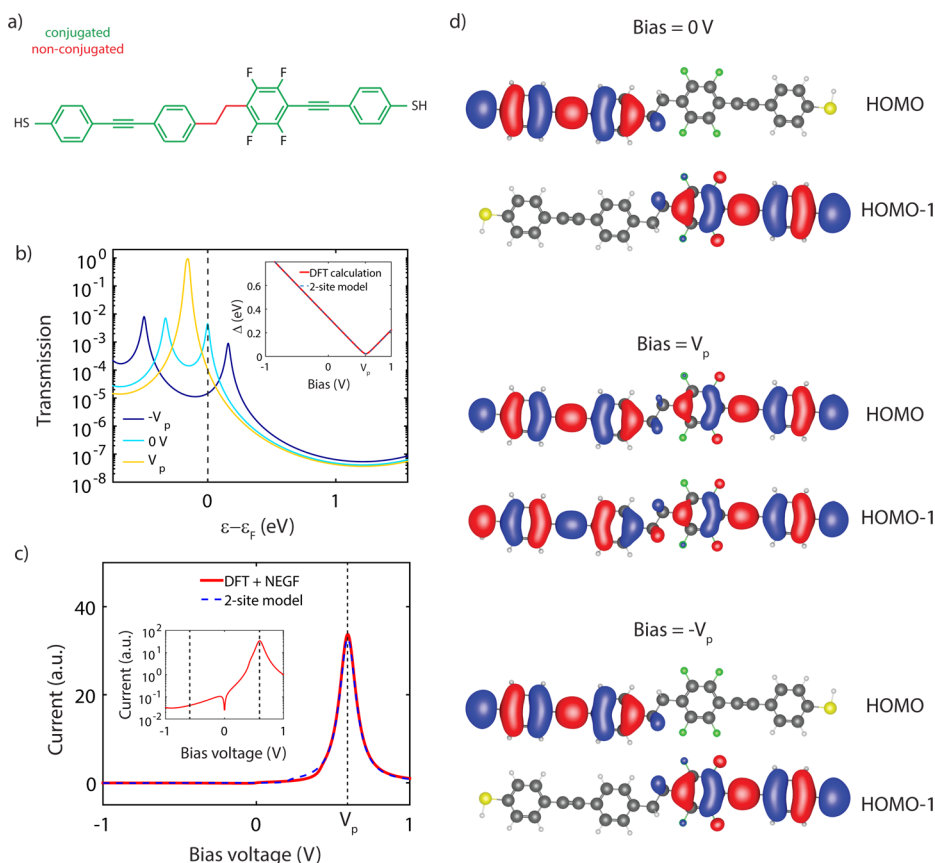 a)
conjugated
non-conjugated
HS
F
F
F
F
SH
b)
Transmission
10^0
10^-1
10^-2
10^-3
10^-4
10^-5
10^-6
10^-7
10^-8
-V_p
0 V
V_p
0
1
ε−ε_F (eV)
DFT calculation
2-site model
Δ (eV)
0.6
0.4
0.2
0
-1
0
V_p
1
Bias (V)
c)
Current (a.u.)
40
20
0
DFT + NEGF
2-site model
Current (a.u.)
10^2
10^1
10^0
10^-1
10^-2
-1
0
1
Bias voltage (V)
-1
0
V_p
1
Bias voltage (V)
d)
Bias = 0 V
HOMO
HOMO-1
Bias = V_p
HOMO
HOMO-1
Bias = -V_p
HOMO
HOMO-1